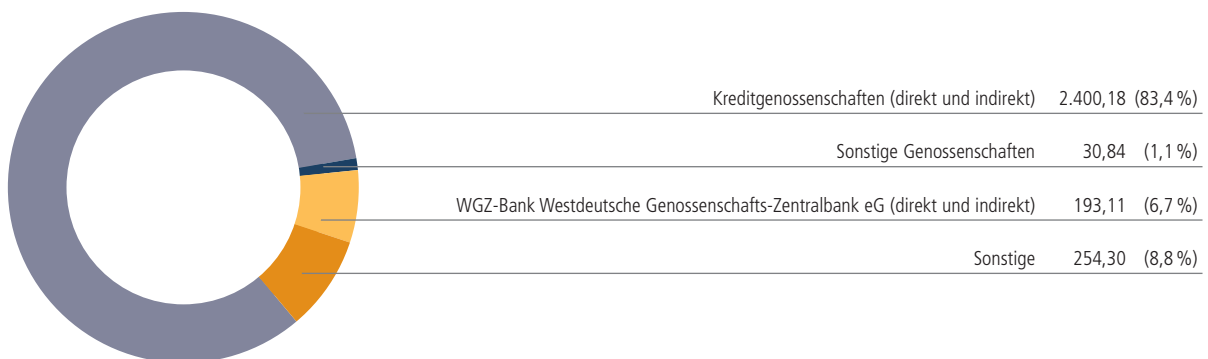 Kreditgenossenschaften (direkt und indirekt) 2.400,18 (83,4 %)
Sonstige Genossenschaften 30,84 (1,1 %)
WGZ-Bank Westdeutsche Genossenschafts-Zentralbank eG (direkt und indirekt) 193,11 (6,7 %)
Sonstige 254,30 (8,8 %)